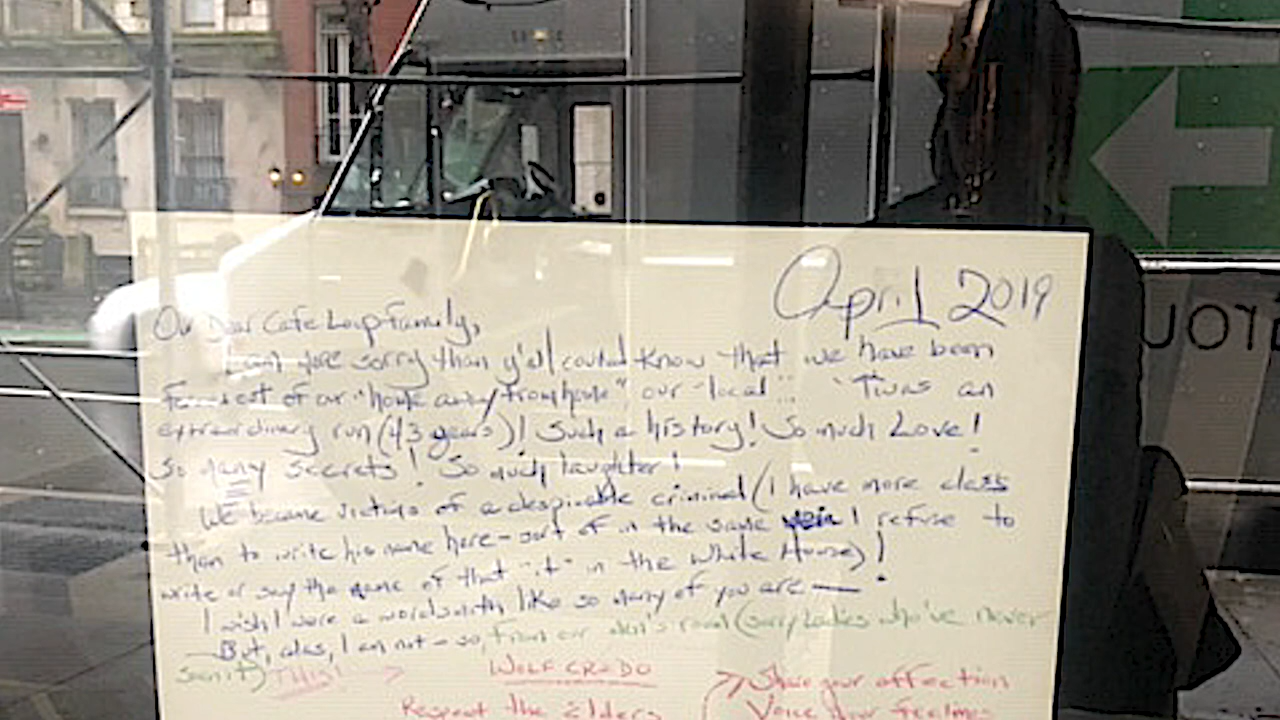 April 2019
Our Dear Cafe Loup Family,
I am more sorry than y'all could know that we have been
of our "home away from home" our "local". 'Twas an
extraordinary run (43 years)! Such a history! So much Love!
So many secrets! So much laughter!
We became victims of a despicable criminal (I have more class
than to write his name here - sort of in the same vein I refuse to
write or say the name of that "it" in the White House)!
I wish I were a wordsmith like so many of you are —
But, alas, I am not - so, from our men's room (sorry Ladies who've never
seen it) THIS! →
WOLF CREDO
Respect the Elders
Share your affection
Voice your feelings